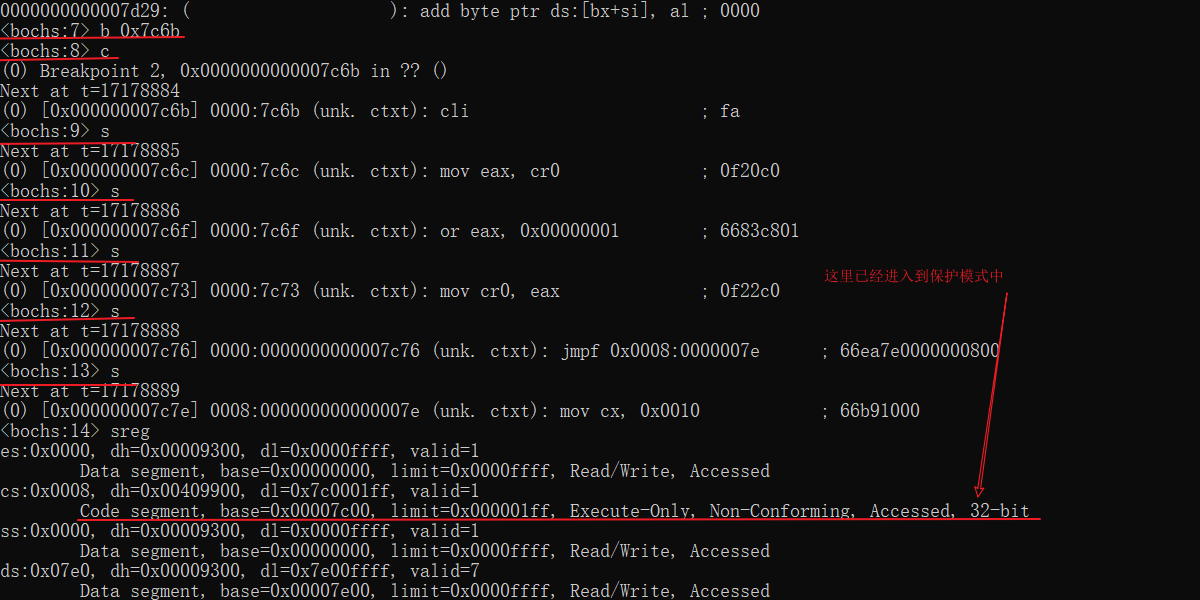 0000000000007d29: (                    ): add byte ptr ds:[bx+si], al ; 0000
<bochs:7> b 0x7c6b
<bochs:8> c
(0) Breakpoint 2, 0x0000000000007c6b in ?? ()
Next at t=17178884
(0) [0x000000007c6b] 0000:7c6b (unk. ctxt): cli                       ; fa
<bochs:9> s
Next at t=17178885
(0) [0x000000007c6c] 0000:7c6c (unk. ctxt): mov eax, cr0              ; 0f20c0
<bochs:10> s
Next at t=17178886
(0) [0x000000007c6f] 0000:7c6f (unk. ctxt): or eax, 0x00000001        ; 6683c801
<bochs:11> s
Next at t=17178887
(0) [0x000000007c73] 0000:7c73 (unk. ctxt): mov cr0, eax              ; 0f22c0
这里已经进入到保护模式中
<bochs:12> s
Next at t=17178888
(0) [0x000000007c76] 0000:0000000000007c76 (unk. ctxt): jmpf 0x0008:0000007e      ; 66ea7e0000000800
<bochs:13> s
Next at t=17178889
(0) [0x000000007c7e] 0008:000000000000007e (unk. ctxt): mov cx, 0x0010            ; 66b91000
<bochs:14> sreg
es:0x0000, dh=0x00009300, dl=0x0000ffff, valid=1
        Data segment, base=0x00000000, limit=0x0000ffff, Read/Write, Accessed
cs:0x0008, dh=0x00409900, dl=0x7c0001ff, valid=1
        Code segment, base=0x00007c00, limit=0x000001ff, Execute-Only, Non-Conforming, Accessed, 32-bit
ss:0x0000, dh=0x00009300, dl=0x0000ffff, valid=1
        Data segment, base=0x00000000, limit=0x0000ffff, Read/Write, Accessed
ds:0x07e0, dh=0x00009300, dl=0x7e00ffff, valid=7
        Data segment, base=0x00007e00, limit=0x0000ffff, Read/Write, Accessed